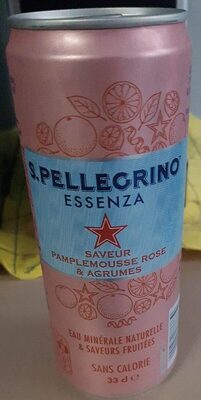 S.PELLEGRINO
ESSENZA
SAVEUR
PAMPLEMOUSSE ROSE
& AGRUMES
EAU MINÉRALE NATURELLE
& SAVEURS FRUITÉES
SANS CALORIE
33 cl ℮